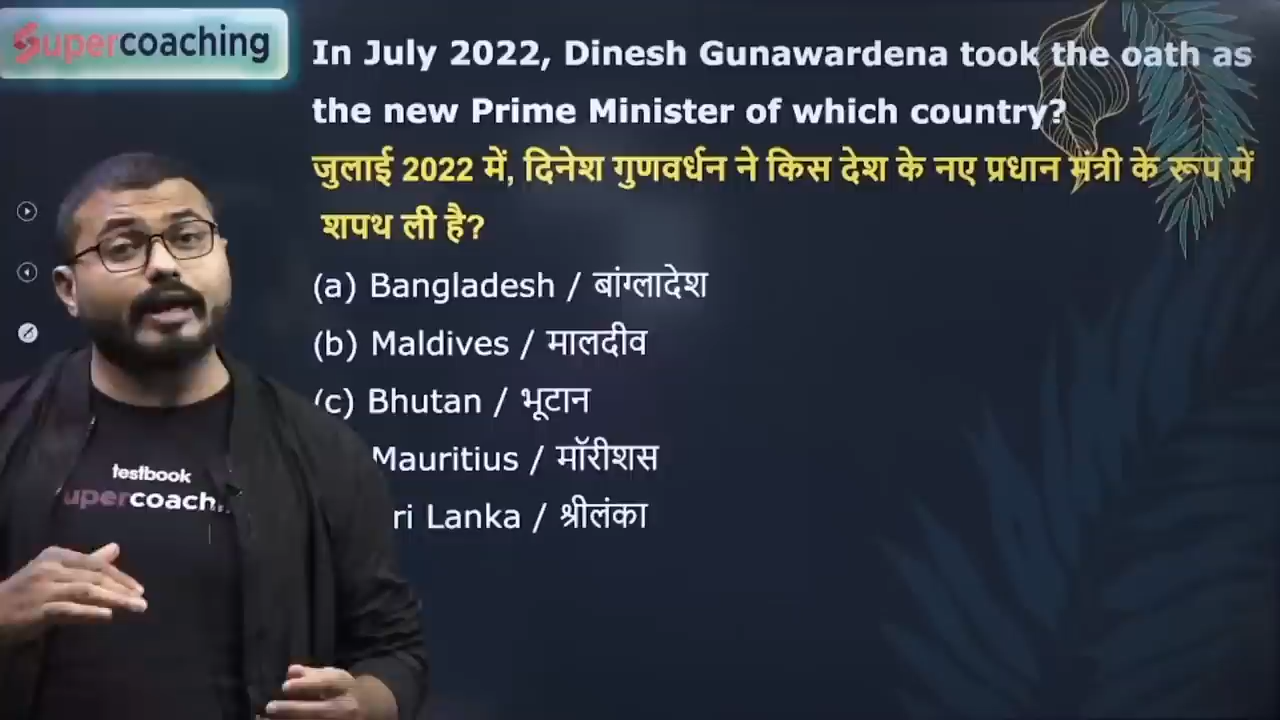 Supercoaching
In July 2022, Dinesh Gunawardena took the oath as
the new Prime Minister of which country?
जुलाई 2022 में, दिनेश गुणवर्धन ने किस देश के नए प्रधान मंत्री के रूप में
शपथ ली है?
(a) Bangladesh / बांग्लादेश
(b) Maldives / मालदीव
(c) Bhutan / भूटान
Mauritius / मॉरीशस
ri Lanka / श्रीलंका
testbook
upercoach